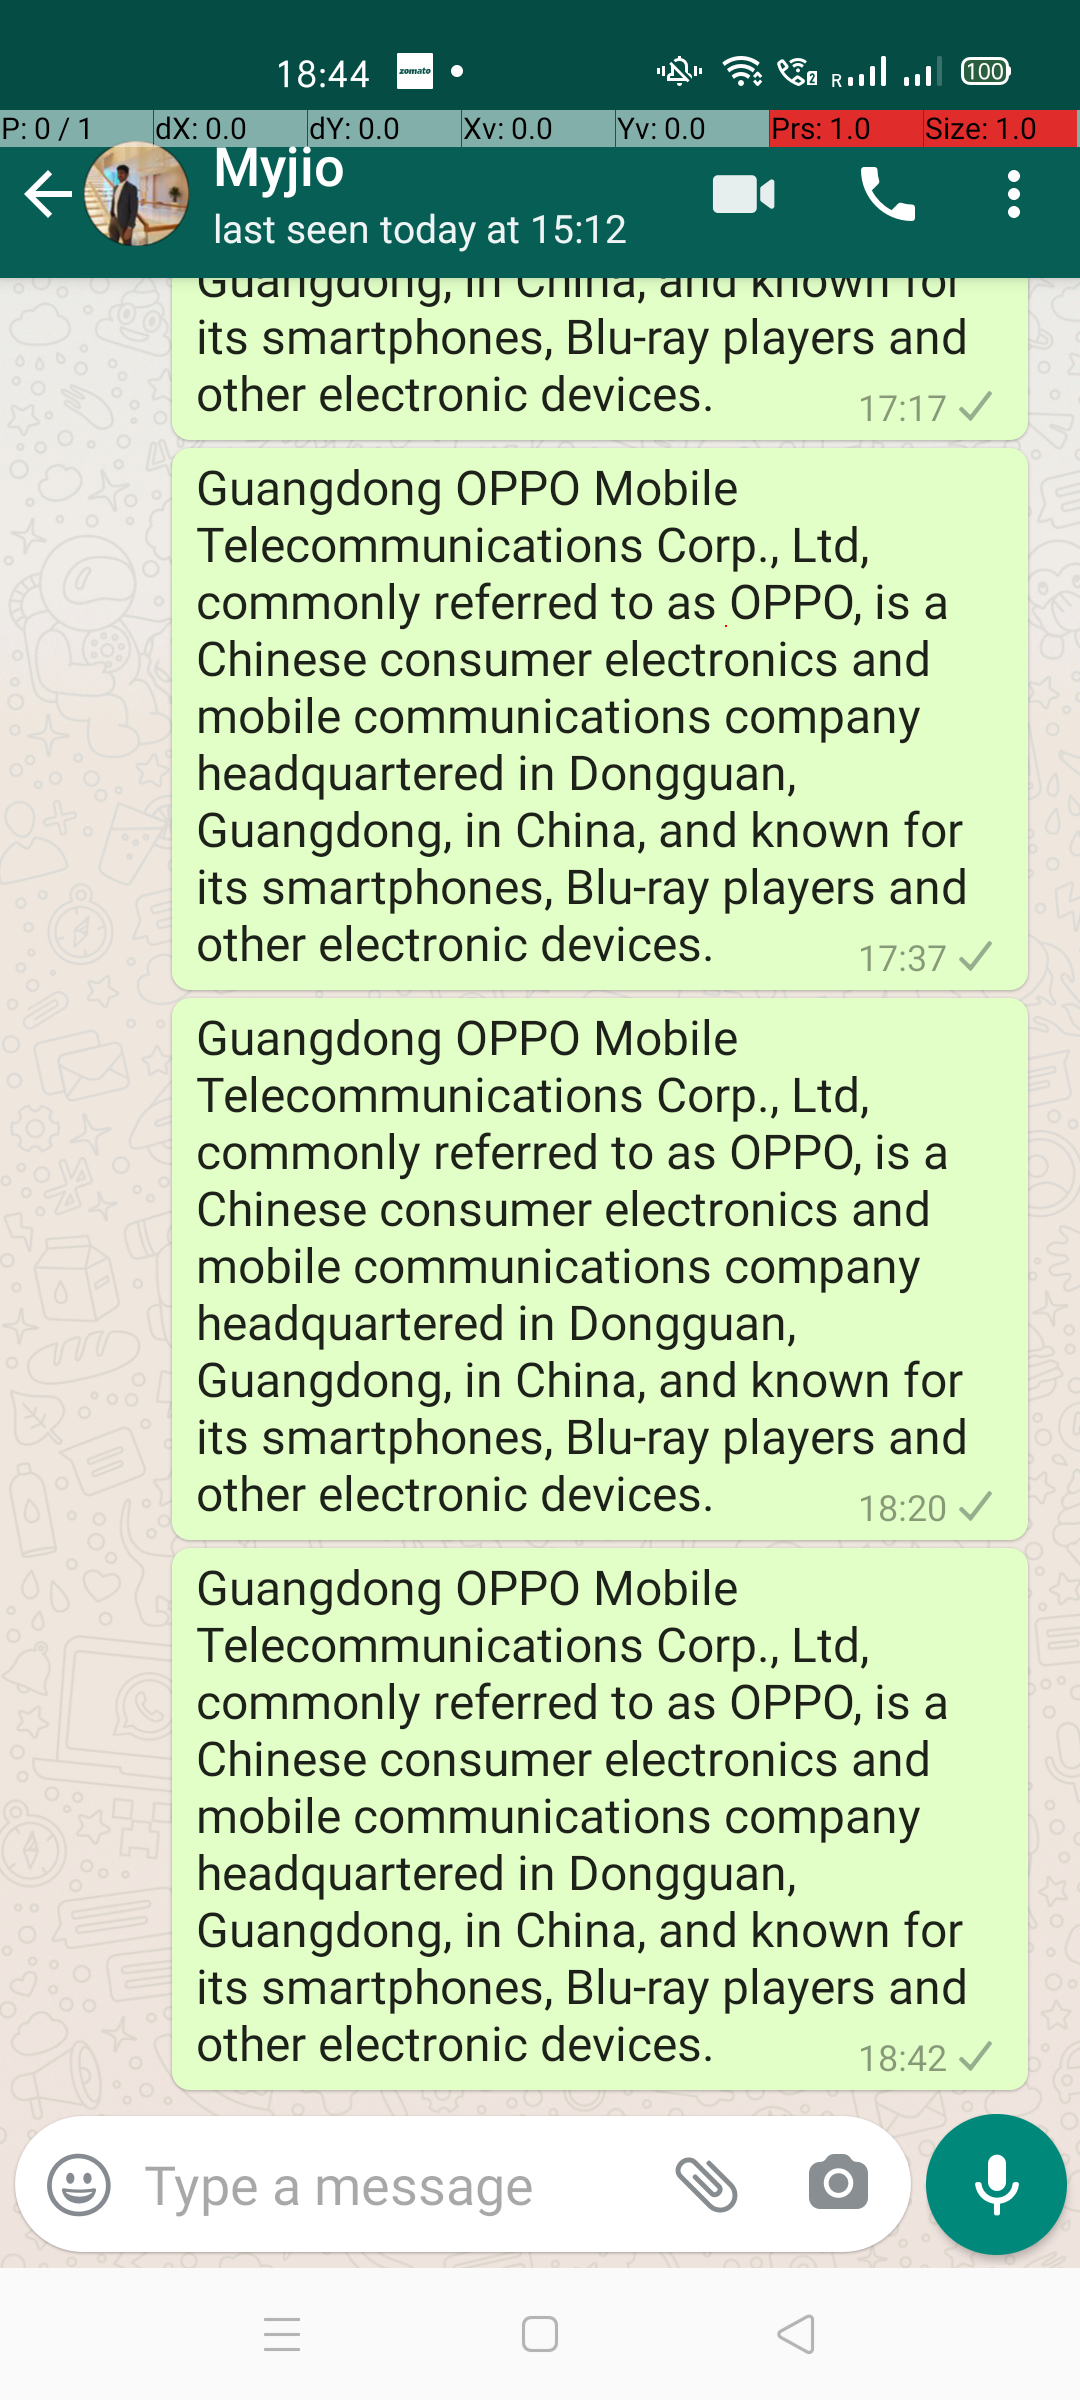 18:44 zomato R 2 100
P: 0 / 1 dX: 0.0 dY: 0.0 Xv: 0.0 Yv: 0.0 Prs: 1.0 Size: 1.0
Myjio
last seen today at 15:12
Guangdong, in China, and known for
its smartphones, Blu-ray players and
other electronic devices. 17:17
Guangdong OPPO Mobile
Telecommunications Corp., Ltd,
commonly referred to as OPPO, is a
Chinese consumer electronics and
mobile communications company
headquartered in Dongguan,
Guangdong, in China, and known for
its smartphones, Blu-ray players and
other electronic devices. 17:37
Guangdong OPPO Mobile
Telecommunications Corp., Ltd,
commonly referred to as OPPO, is a
Chinese consumer electronics and
mobile communications company
headquartered in Dongguan,
Guangdong, in China, and known for
its smartphones, Blu-ray players and
other electronic devices. 18:20
Guangdong OPPO Mobile
Telecommunications Corp., Ltd,
commonly referred to as OPPO, is a
Chinese consumer electronics and
mobile communications company
headquartered in Dongguan,
Guangdong, in China, and known for
its smartphones, Blu-ray players and
other electronic devices. 18:42
Type a message